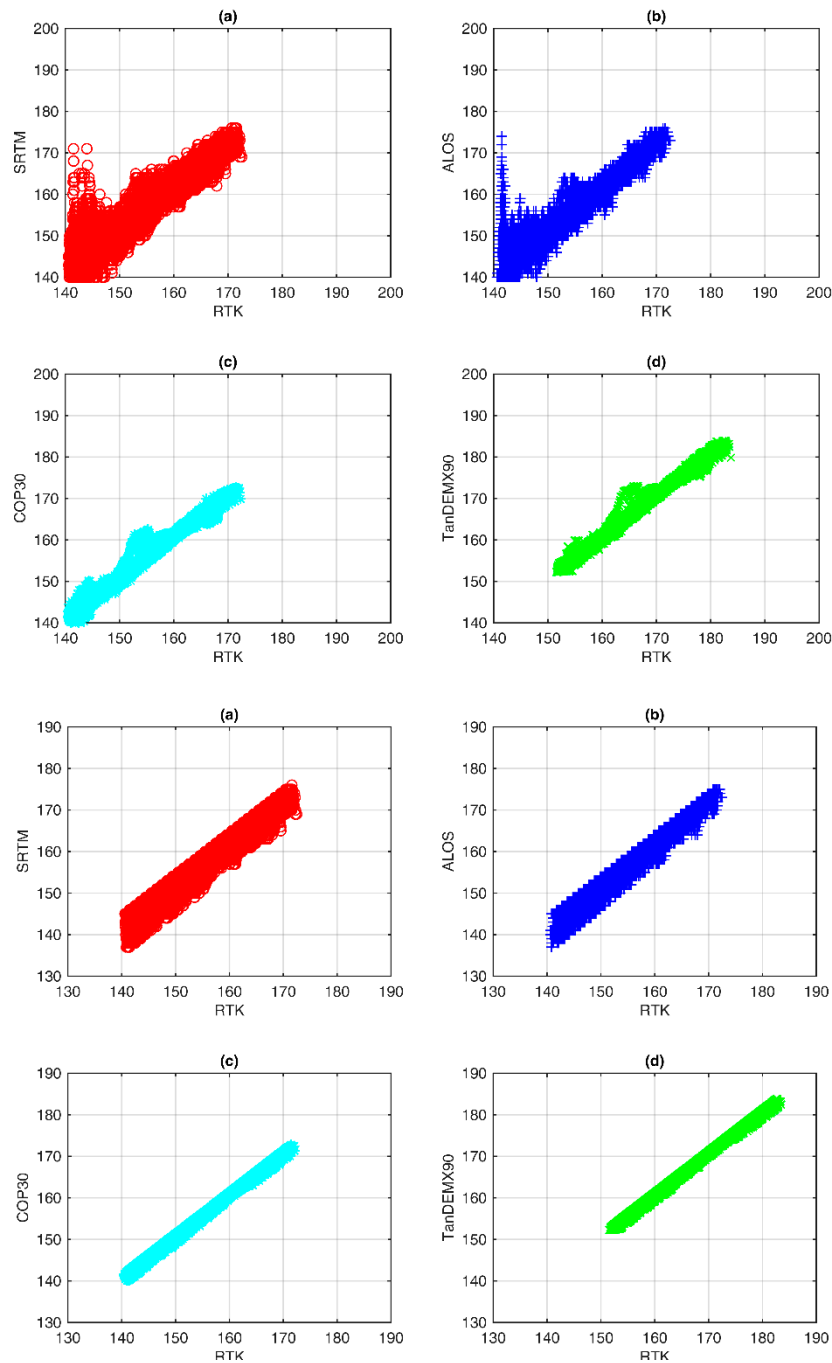 (a) (b)
200 200
190 190
180 180
170 170
SRTM ALOS
160 160
150 150
140 140
140 150 160 170 180 190 200 140 150 160 170 180 190 200
RTK RTK
(c) (d)
200 200
190 190
180 180
170 170
COP30 TanDEMX90
160 160
150 150
140 140
140 150 160 170 180 190 200 140 150 160 170 180 190 200
RTK RTK
(a) (b)
190 190
180 180
170 170
SRTM ALOS
160 160
150 150
140 140
130 130
130 140 150 160 170 180 190 130 140 150 160 170 180 190
RTK RTK
(c) (d)
190 190
180 180
170 170
COP30 TanDEMX90
160 160
150 150
140 140
130 130
130 140 150 160 170 180 190 130 140 150 160 170 180 190
RTK RTK